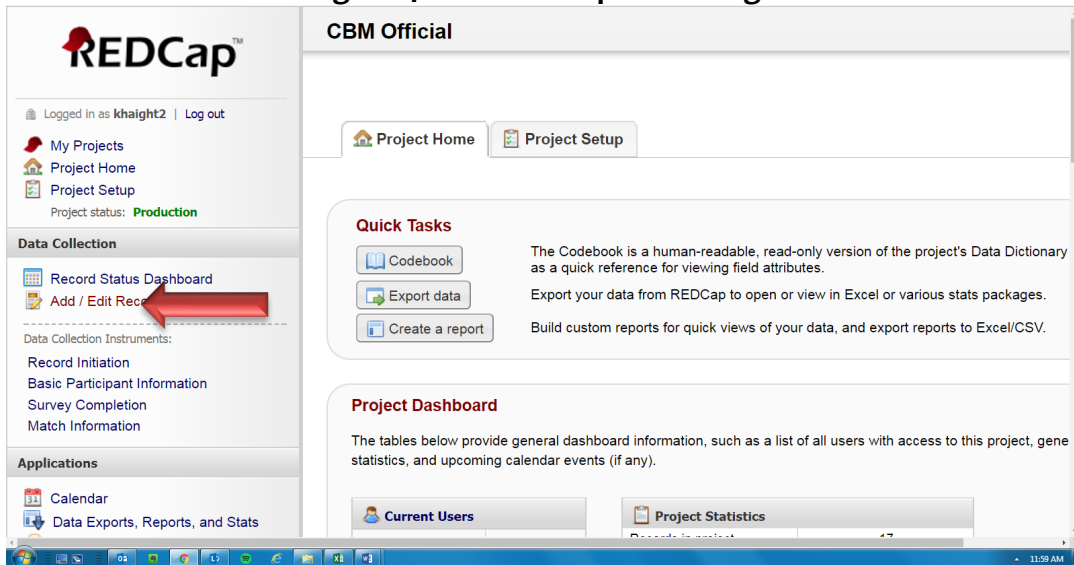 CBM Official
REDCap™
Logged in as khaight2 | Log out
My Projects
Project Home
Project Setup
Project status: Production
Data Collection
Record Status Dashboard
Add / Edit
Data Collection Instruments:
Record Initiation
Basic Participant Information
Survey Completion
Match Information
Applications
31 Calendar
Data Exports, Reports, and Stats
Project Home Project Setup
Quick Tasks
Codebook The Codebook is a human-readable, read-only version of the project's Data Dictionary
as a quick reference for viewing field attributes.
Export data Export your data from REDCap to open or view in Excel or various stats packages.
Create a report Build custom reports for quick views of your data, and export reports to Excel/CSV.
Project Dashboard
The tables below provide general dashboard information, such as a list of all users with access to this project, gene
statistics, and upcoming calendar events (if any).
Current Users Project Statistics
11:59 AM